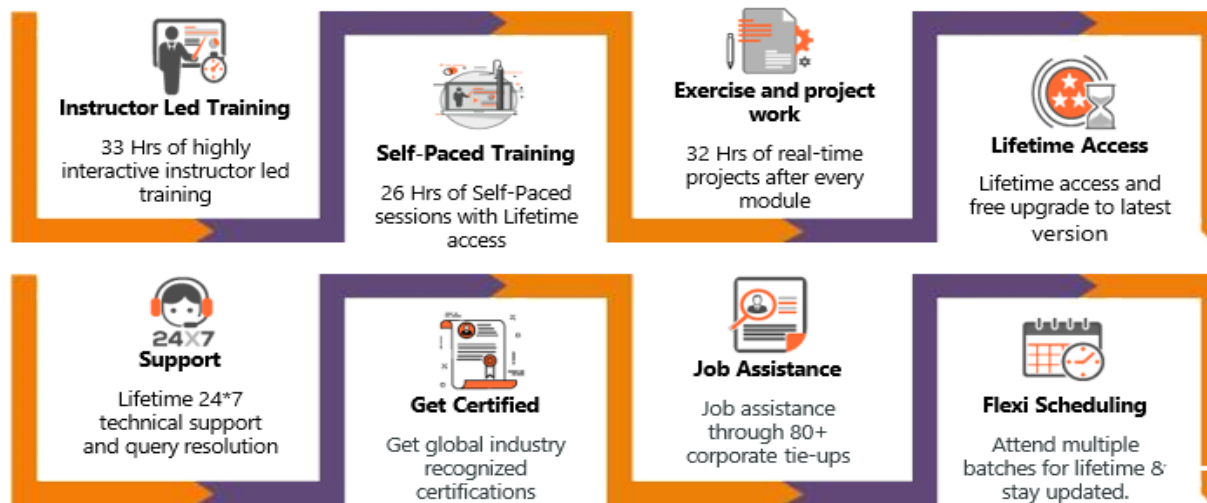 Instructor Led Training
33 Hrs of highly
interactive instructor led
training
Self-Paced Training
26 Hrs of Self-Paced
sessions with Lifetime
access
Exercise and project
work
32 Hrs of real-time
projects after every
module
Lifetime Access
Lifetime access and
free upgrade to latest
version
24X7
Support
Lifetime 24*7
technical support
and query resolution
Get Certified
Get global industry
recognized
certifications
Job Assistance
Job assistance
through 80+
corporate tie-ups
Flexi Scheduling
Attend multiple
batches for lifetime &
stay updated.